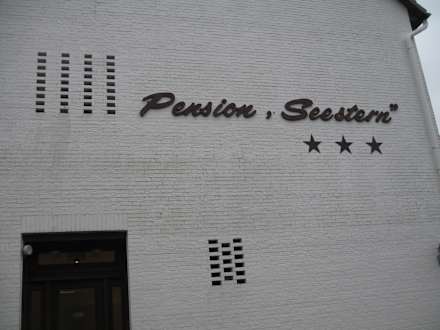 Pension , Seestern"